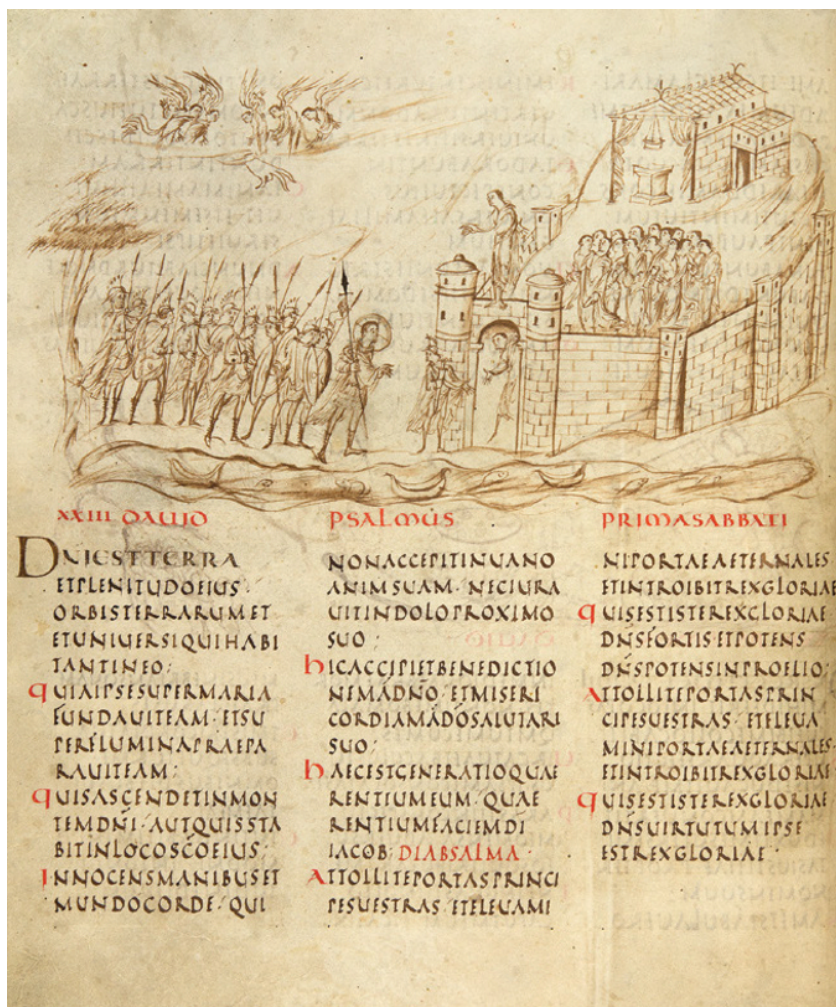 XXIII DAUID PSALMUS PRIMASABBATI
DNIESTTERRA
ETPLENITUDOEIUS·
ORBISTERRARUMET
ETUNIUERSIQUIHABI
TANTINEO:
QUIAIPSESUPERMARIA
FUNDAUITEAM· ETSU
PERFLUMINAPRAEPA
RAUITEAM:
QUISASCENDETINMON
TEMDNI· AUTQUISSTA
BITINLOCOSCOEIUS:
INNOCENSMANIBUSET
MUNDOCORDE· QUI
NONACCEPITINUANO
ANIMSUAM· NECIURA
UITINDOLOPROXIMO
SUO:
HICACCIPIETBENEDICTIO
NEMADNO· ETMISERI
CORDIAMADOSALUTARI
SUO:
HAECESTGENERATIOQUAE
RENTIUMEUM· QUAE
RENTIUMFACIEMDI
IACOB· DIABSALMA·
ATTOLLITEPORTASPRINCI
PESUESTRAS· ETELEUAMI
NIPORTAEAETERNALES
ETINTROIBITREXGLORIAE
QUISESTISTEREXGLORIAE
DNSFORTISETPOTENS
DNSPOTENSINPROELIO:
ATTOLLITEPORTASPRIN
CIPESUESTRAS· ETELEUA
MINIPORTAEAETERNALES·
ETINTROIBITREXGLORIAE
QUISESTISTEREXGLORIAE
DNSUIRTUTUMIPSE
ESTREXGLORIAE·